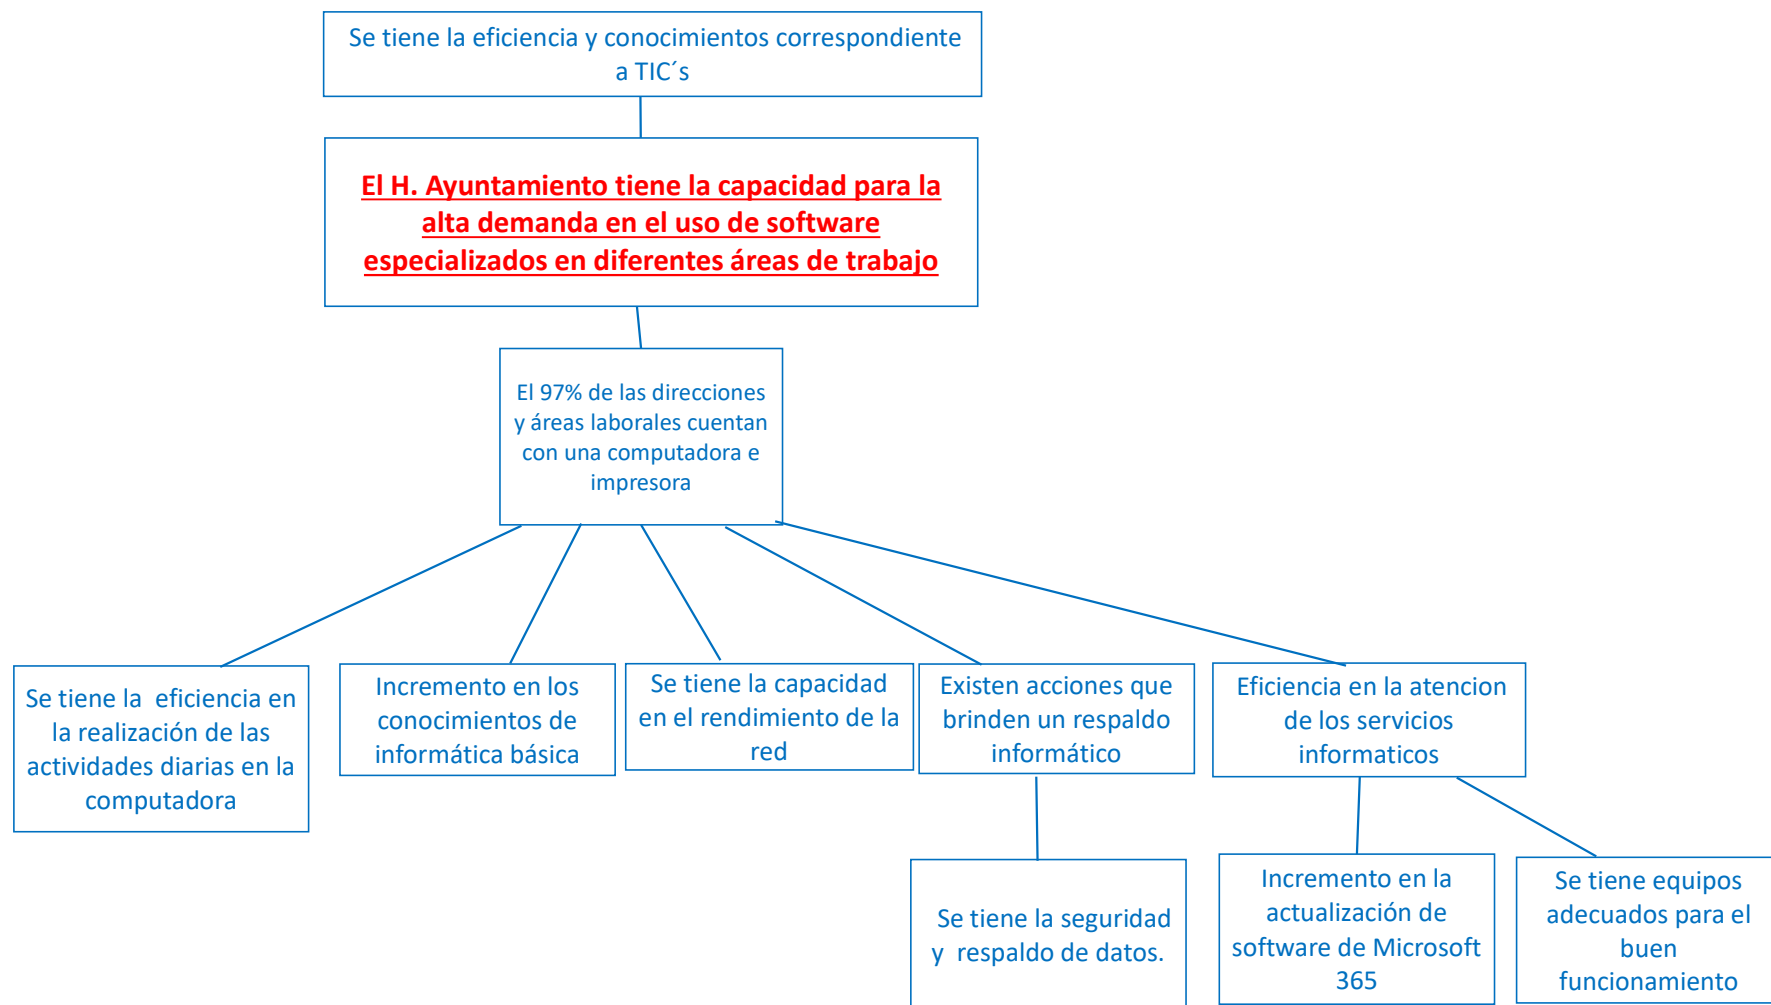 Se tiene la eficiencia y conocimientos correspondiente
a TIC´s
El H. Ayuntamiento tiene la capacidad para la
alta demanda en el uso de software
especializados en diferentes áreas de trabajo
El 97% de las direcciones
y áreas laborales cuentan
con una computadora e
impresora
Se tiene la  eficiencia en
la realización de las
actividades diarias en la
computadora
Incremento en los
conocimientos de
informática básica
Se tiene la capacidad
en el rendimiento de la
red
Existen acciones que
brinden un respaldo
informático
Eficiencia en la atencion
de los servicios
informaticos
Se tiene la seguridad
y  respaldo de datos.
Incremento en la
actualización de
software de Microsoft
365
Se tiene equipos
adecuados para el
buen
funcionamiento